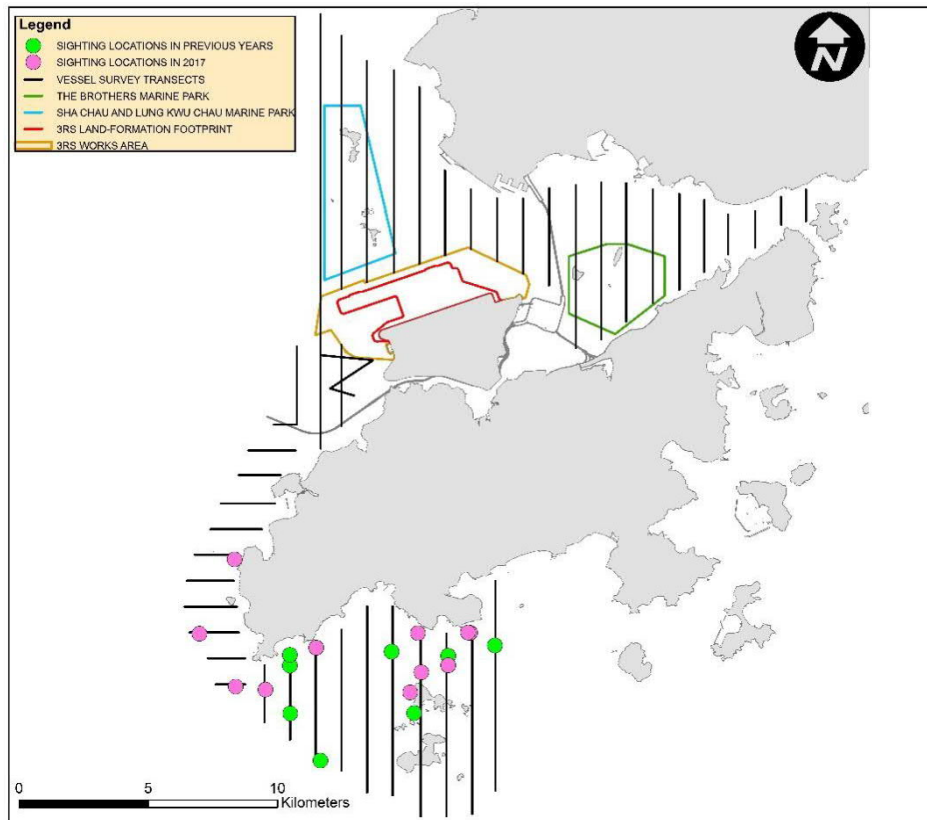 Legend
SIGHTING LOCATIONS IN PREVIOUS YEARS
SIGHTING LOCATIONS IN 2017
VESSEL SURVEY TRANSECTS
THE BROTHERS MARINE PARK
SHA CHAU AND LUNG KWU CHAU MARINE PARK
3RS LAND-FORMATION FOOTPRINT
3RS WORKS AREA
N
0 5 10
Kilometers